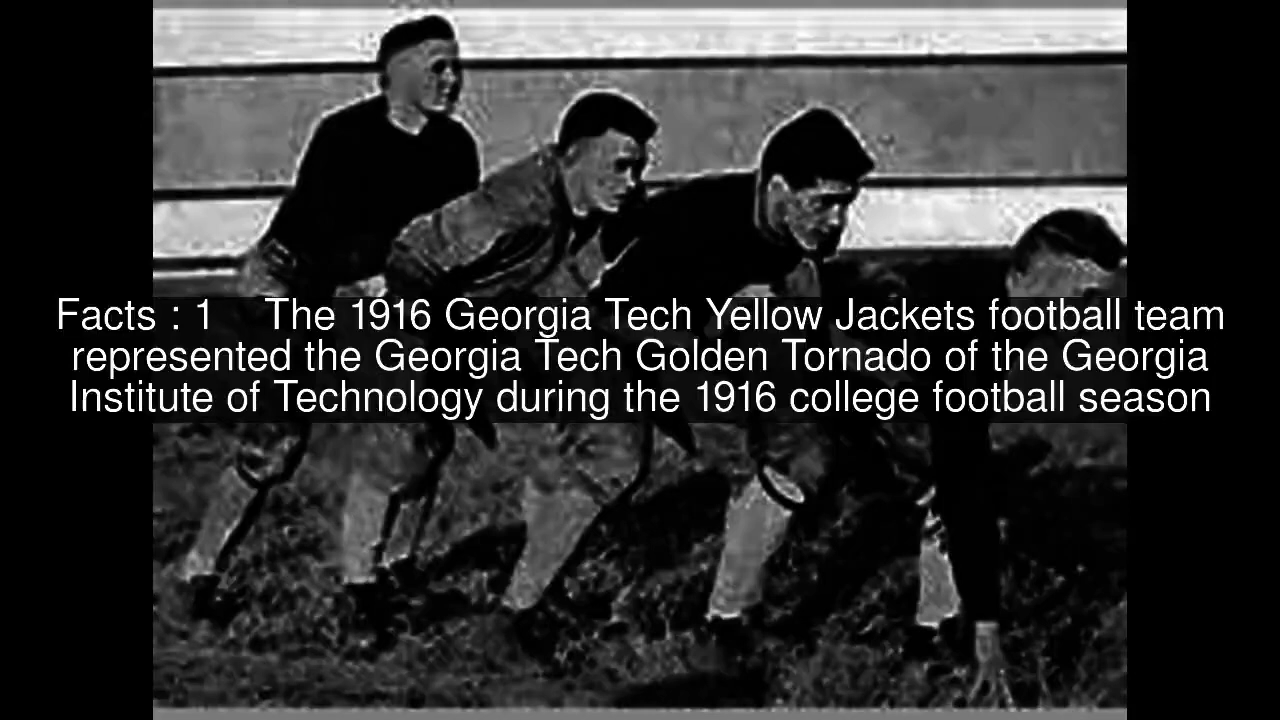 Facts : 1 The 1916 Georgia Tech Yellow Jackets football team
represented the Georgia Tech Golden Tornado of the Georgia
Institute of Technology during the 1916 college football season